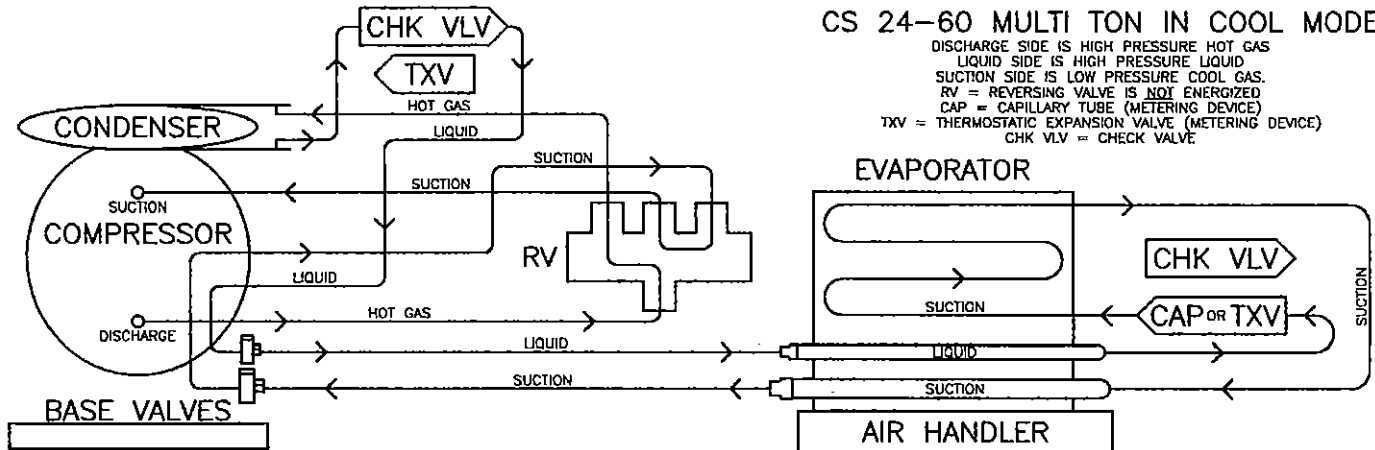 CS 24-60 MULTI TON IN COOL MODE
DISCHARGE SIDE IS HIGH PRESSURE HOT GAS
LIQUID SIDE IS HIGH PRESSURE LIQUID
SUCTION SIDE IS LOW PRESSURE COOL GAS.
RV = REVERSING VALVE IS NOT ENERGIZED
CAP = CAPILLARY TUBE (METERING DEVICE)
TXV = THERMOSTATIC EXPANSION VALVE (METERING DEVICE)
CHK VLV = CHECK VALVE
CHK VLV
TXV
HOT GAS
CONDENSER
LIQUID
SUCTION
SUCTION
SUCTION
COMPRESSOR
RV
LIQUID
HOT GAS
DISCHARGE
LIQUID
SUCTION
BASE VALVES
EVAPORATOR
CHK VLV
SUCTION
CAP OR TXV
SUCTION
LIQUID
SUCTION
AIR HANDLER